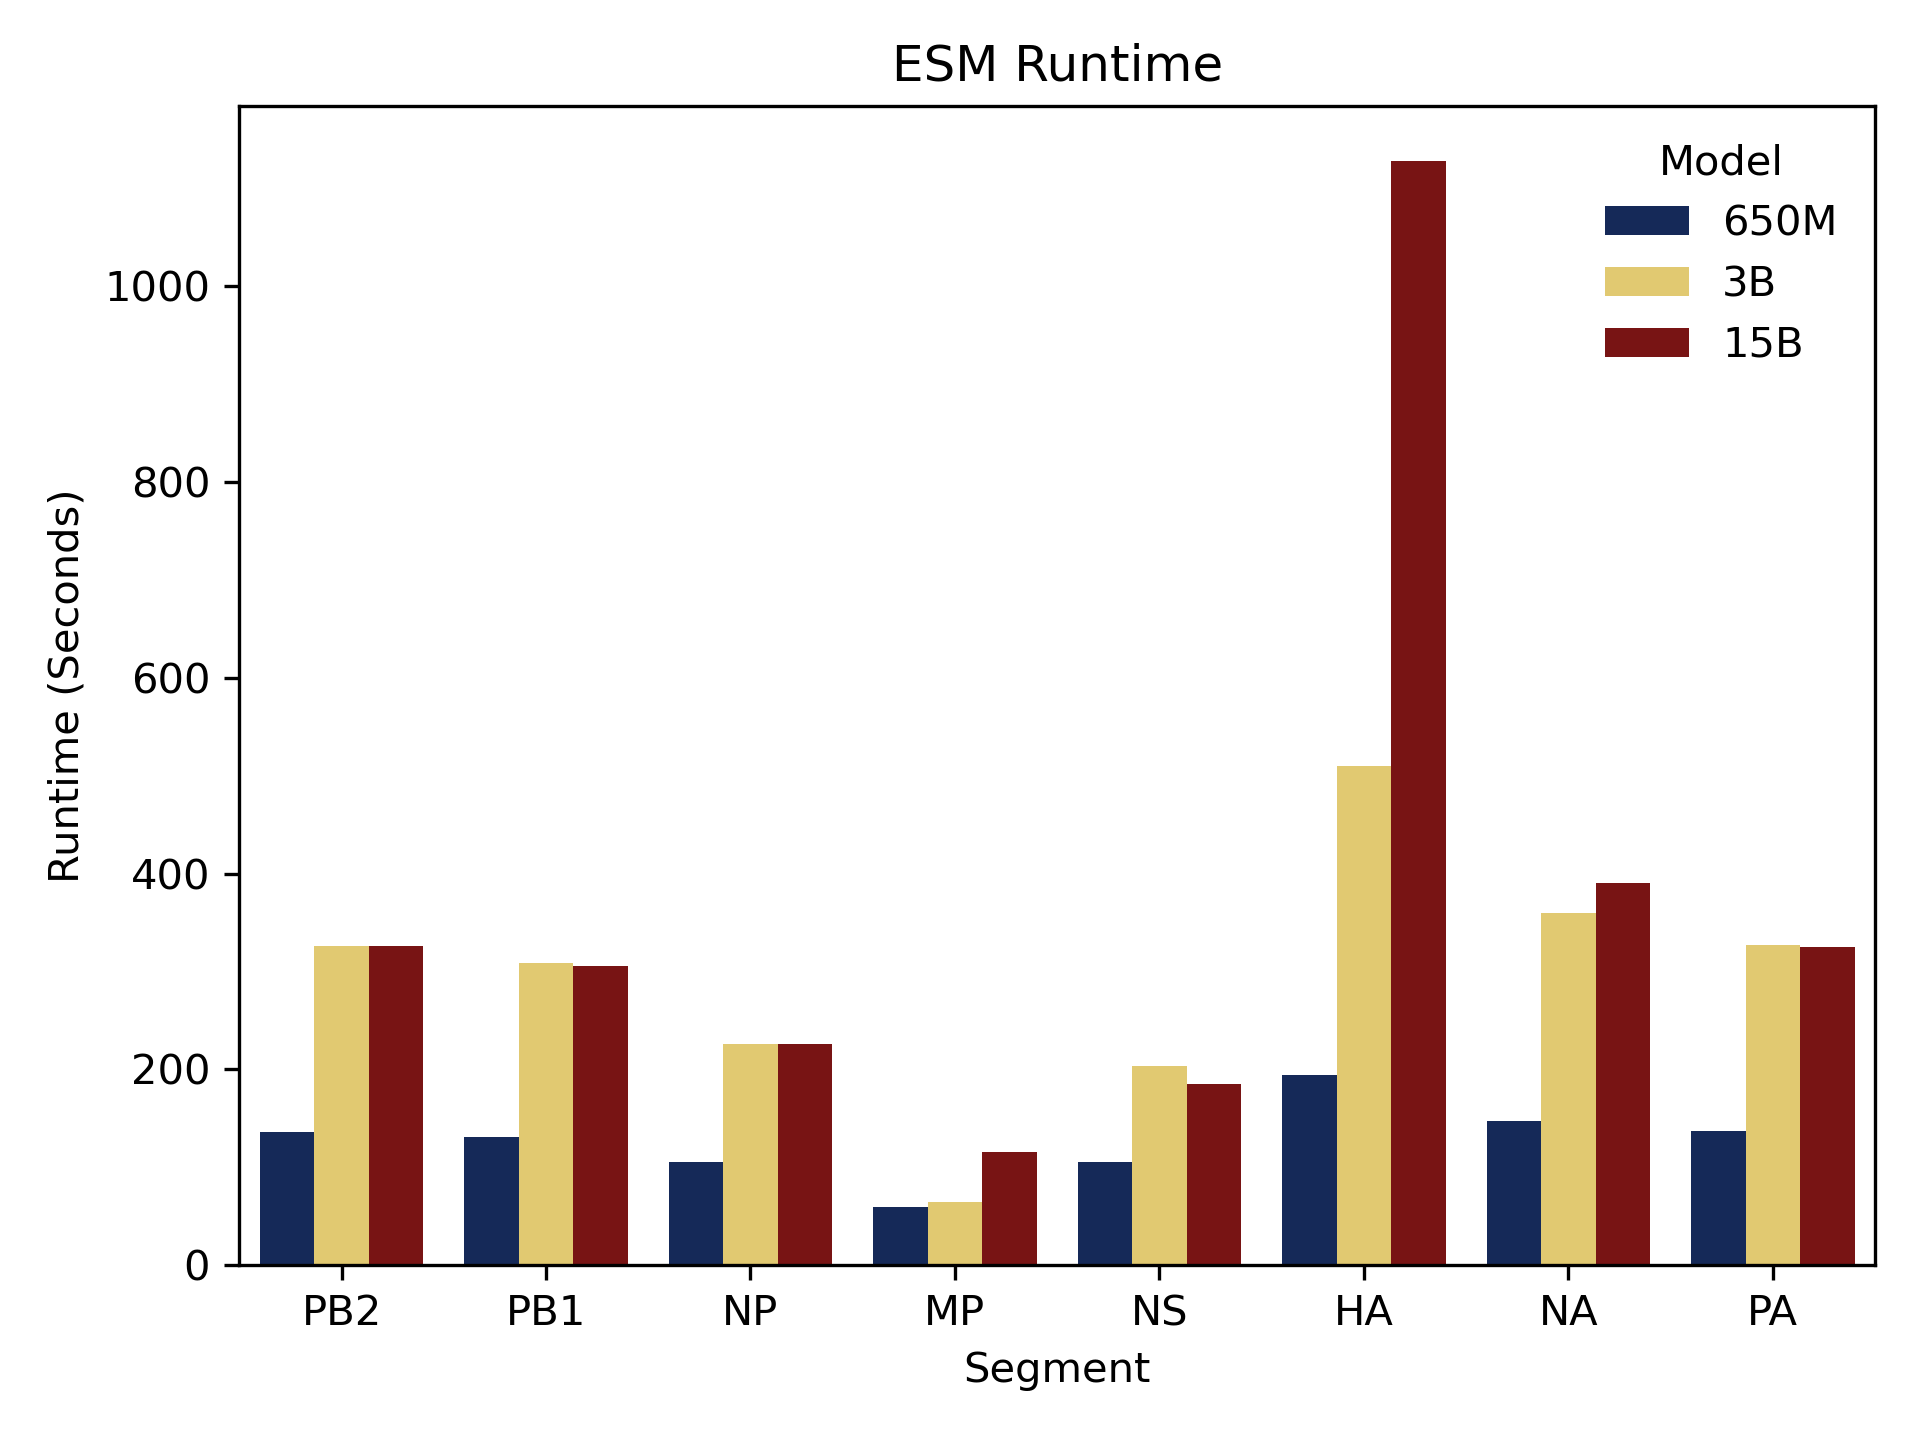 ESM Runtime
Model
650M
3B
15B
1000
800
600
400
200
0
Runtime (Seconds)
PB2 PB1 NP MP NS HA NA PA
Segment